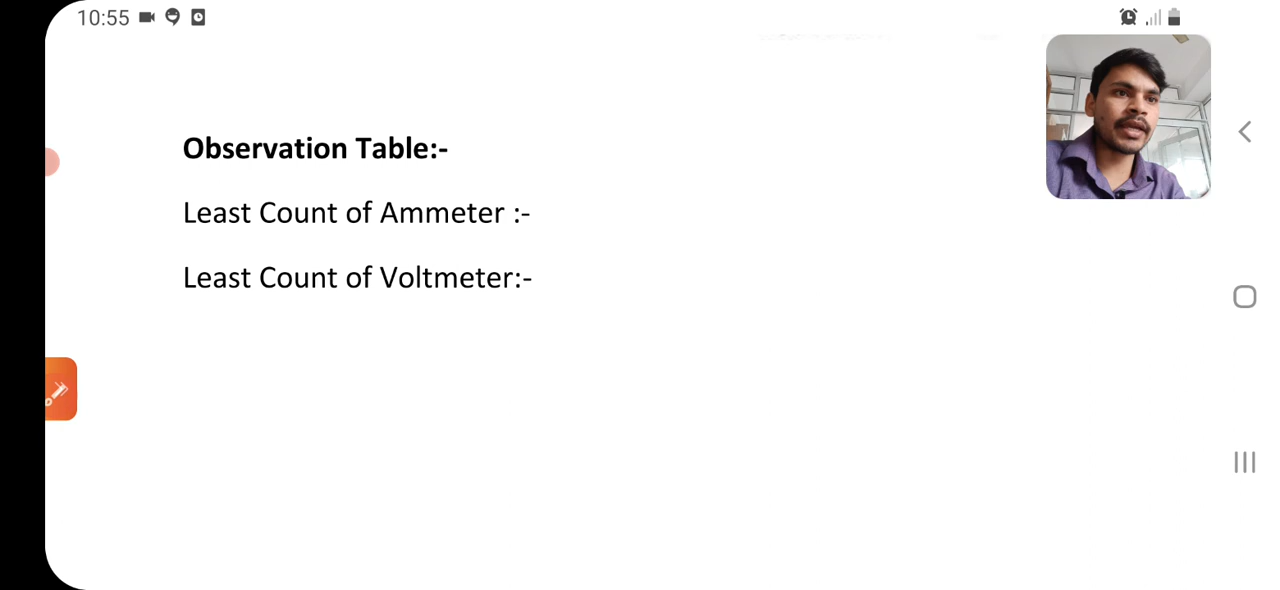 10:55
Observation Table:-
Least Count of Ammeter :-
Least Count of Voltmeter:-